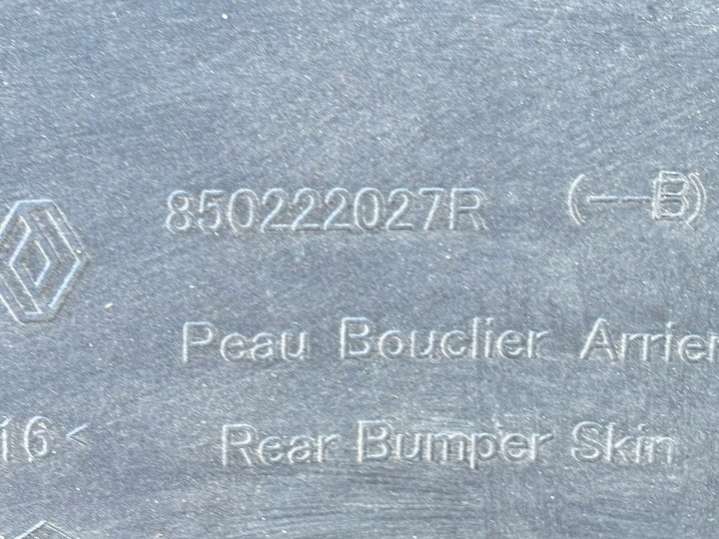 850222027R (---B)
Peau Bouclier Arrier
16<
Rear Bumper Skin